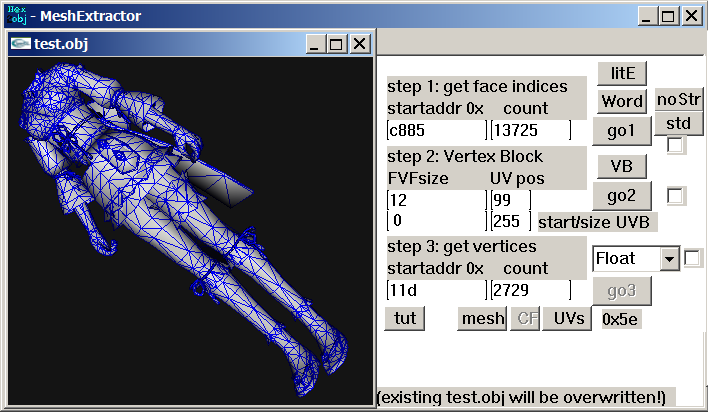 Hex
obj - MeshExtractor
test.obj
litE
step 1: get face indices
startaddr 0x count
Word
noStr
c885
13725
go1
std
step 2: Vertex Block
VB
FVFsize UV pos
12
99
go2
0
255
start/size UVB
step 3: get vertices
Float
startaddr 0x count
11d
2729
go3
tut
mesh
CF
UVs
0x5e
(existing test.obj will be overwritten!)